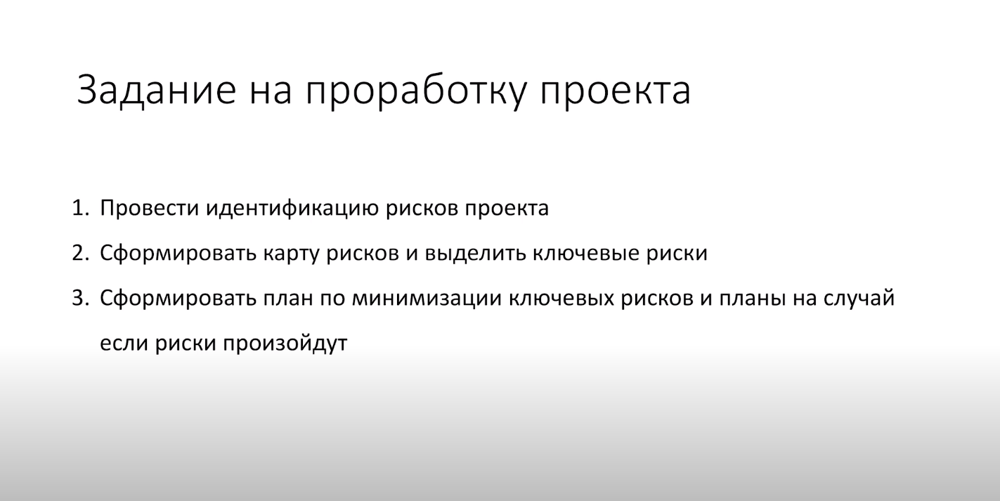 Задание на проработку проекта
1. Провести идентификацию рисков проекта
2. Сформировать карту рисков и выделить ключевые риски
3. Сформировать план по минимизации ключевых рисков и планы на случай
если риски произойдут